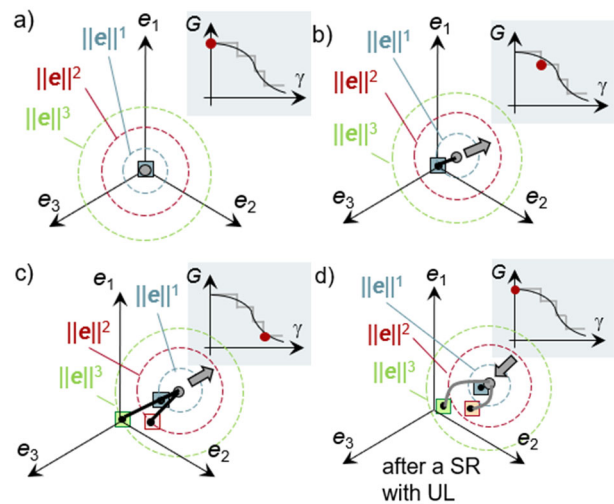 a)
e₁
G
γ
||e||¹
||e||²
||e||³
e₃
e₂
b)
e₁
G
γ
||e||¹
||e||²
||e||³
e₃
e₂
c)
e₁
G
γ
||e||¹
||e||²
||e||³
e₃
e₂
d)
e₁
G
γ
||e||¹
||e||²
||e||³
e₃
e₂
after a SR
with UL